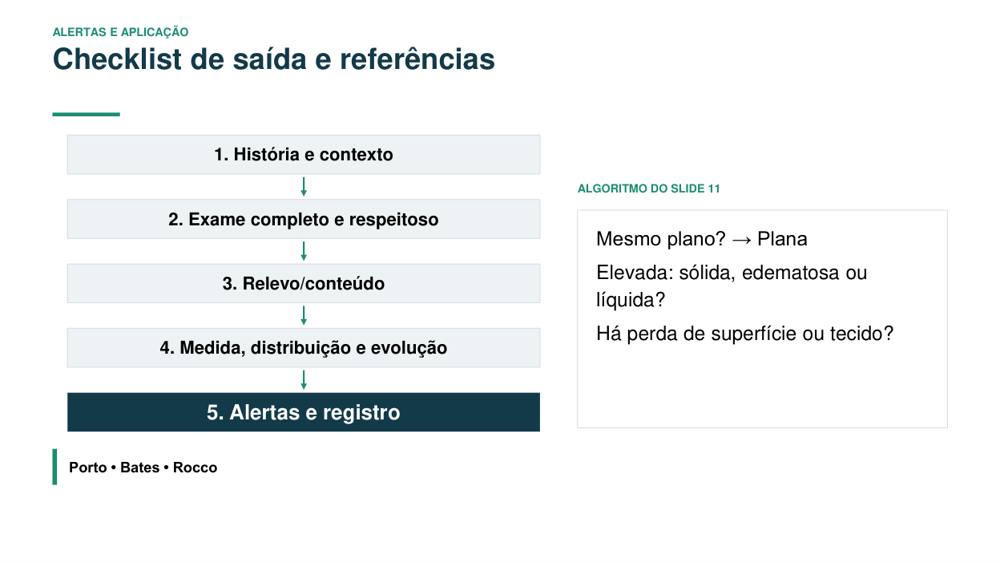 ALERTAS E APLICAÇÃO
Checklist de saída e referências
1. História e contexto
2. Exame completo e respeitoso
3. Relevo/conteúdo
4. Medida, distribuição e evolução
5. Alertas e registro
Porto • Bates • Rocco
ALGORITMO DO SLIDE 11
Mesmo plano? → Plana
Elevada: sólida, edematosa ou
líquida?
Há perda de superfície ou tecido?